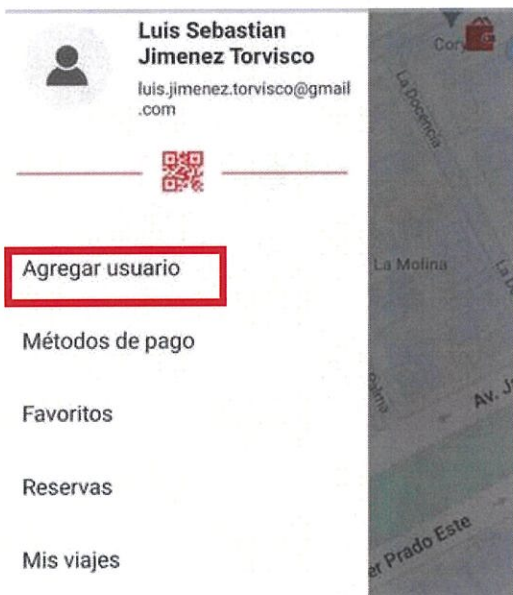 Luis Sebastian
Jimenez Torvisco
luis.jimenez.torvisco@gmail
.com
Cory
La Docencia
Agregar usuario
La Molina
Métodos de pago
Favoritos
Av. J
Reservas
er Prado Este
Mis viajes